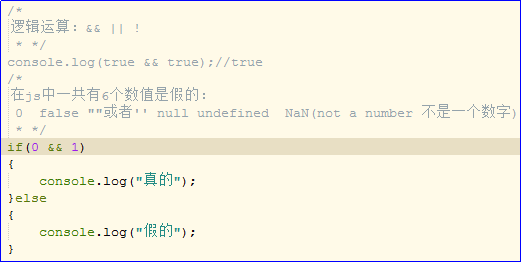 /*
逻辑运算: && || !
* */
console.log(true && true);//true
/*
在js中一共有6个数值是假的:
0  false ""或者'' null undefined  NaN(not a number 不是一个数字)
* */
if(0 && 1)
{
    console.log("真的");
}else
{
    console.log("假的");
}